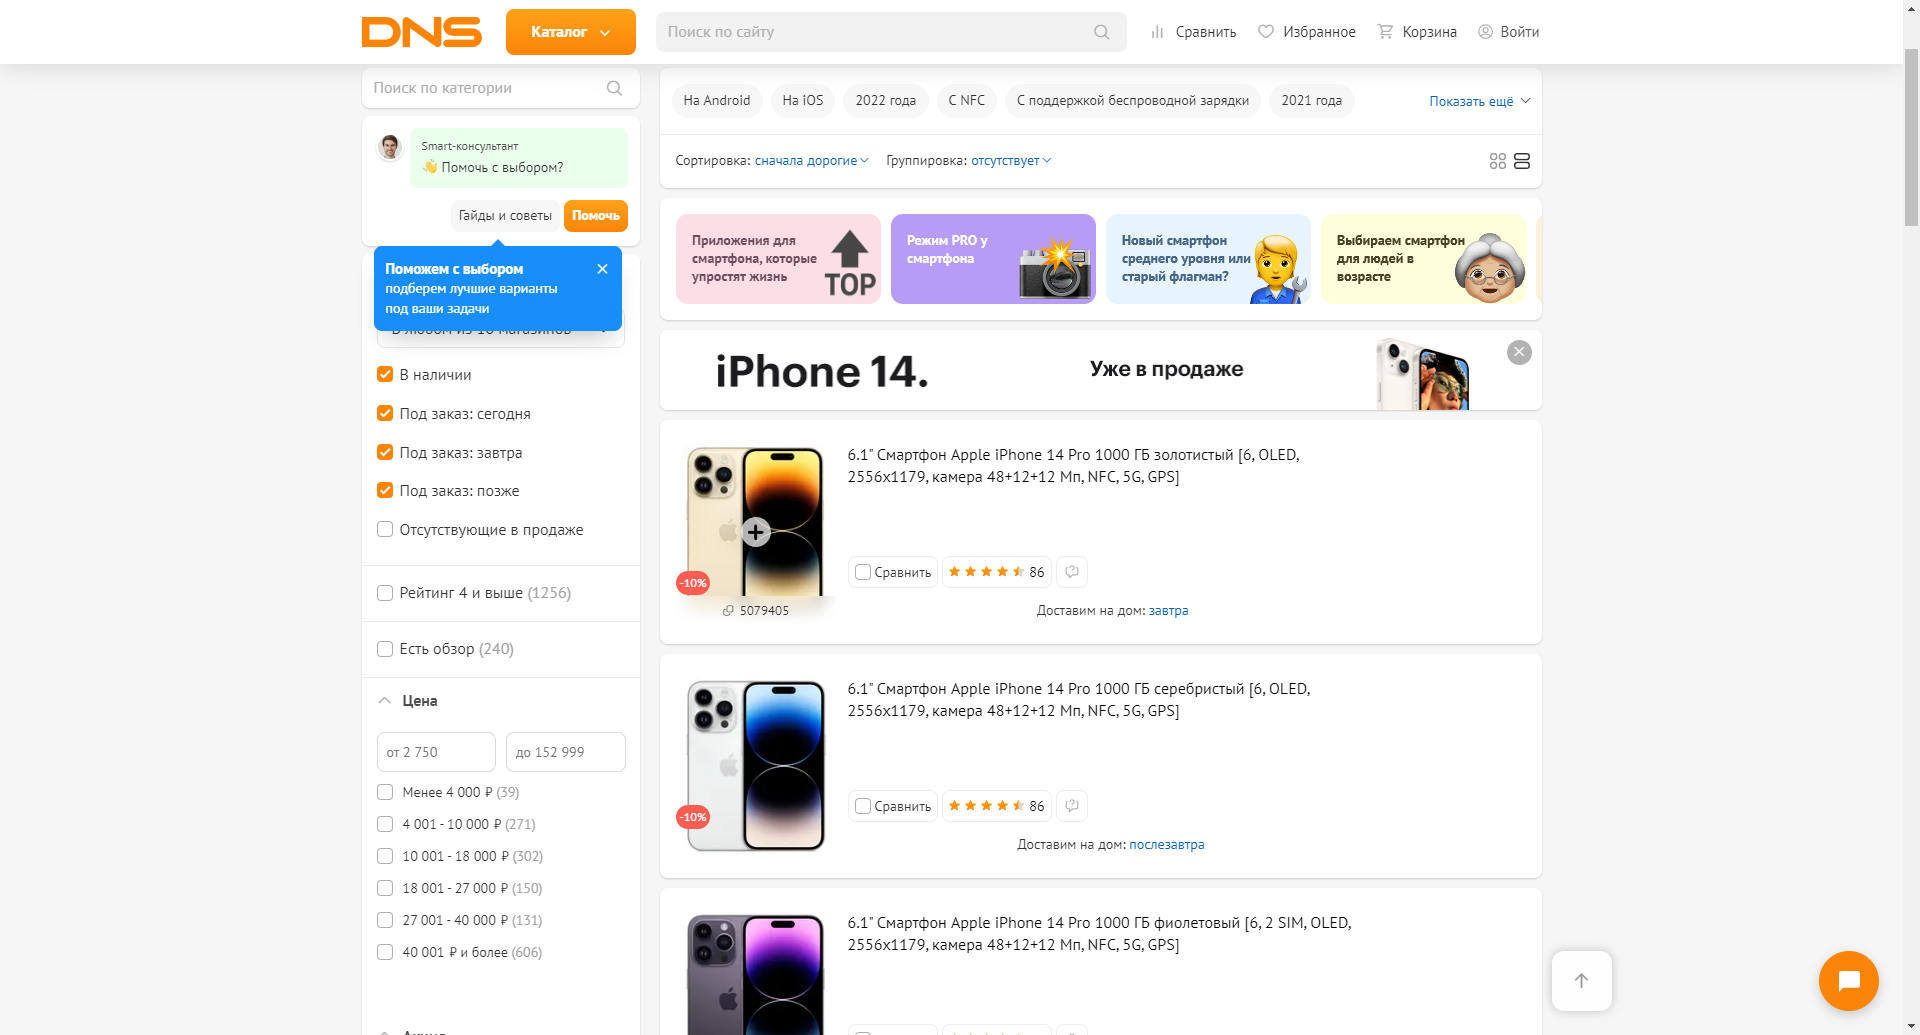 DNS
Каталог
Поиск по сайту
Сравнить
Избранное
Корзина
Войти
Поиск по категории
Smart-консультант
👋 Помочь с выбором?
Гайды и советы
Помочь
Поможем с выбором
подберем лучшие варианты
под ваши задачи
В наличии
Под заказ: сегодня
Под заказ: завтра
Под заказ: позже
Отсутствующие в продаже
Рейтинг 4 и выше (1256)
Есть обзор (240)
Цена
от 2 750
до 152 999
Менее 4 000 ₽ (39)
4 001 - 10 000 ₽ (271)
10 001 - 18 000 ₽ (302)
18 001 - 27 000 ₽ (150)
27 001 - 40 000 ₽ (131)
40 001 ₽ и более (606)
На Android
На iOS
2022 года
С NFC
С поддержкой беспроводной зарядки
2021 года
Показать ещё
Сортировка: сначала дорогие
Группировка: отсутствует
Приложения для
смартфона, которые
упростят жизнь
TOP
Режим PRO у
смартфона
Новый смартфон
среднего уровня или
старый флагман?
Выбираем смартфон
для людей в
возрасте
iPhone 14.
Уже в продаже
6.1" Смартфон Apple iPhone 14 Pro 1000 ГБ золотистый [6, OLED,
2556x1179, камера 48+12+12 Мп, NFC, 5G, GPS]
-10%
5079405
Сравнить
86
Доставим на дом: завтра
6.1" Смартфон Apple iPhone 14 Pro 1000 ГБ серебристый [6, OLED,
2556x1179, камера 48+12+12 Мп, NFC, 5G, GPS]
-10%
Сравнить
86
Доставим на дом: послезавтра
6.1" Смартфон Apple iPhone 14 Pro 1000 ГБ фиолетовый [6, 2 SIM, OLED,
2556x1179, камера 48+12+12 Мп, NFC, 5G, GPS]